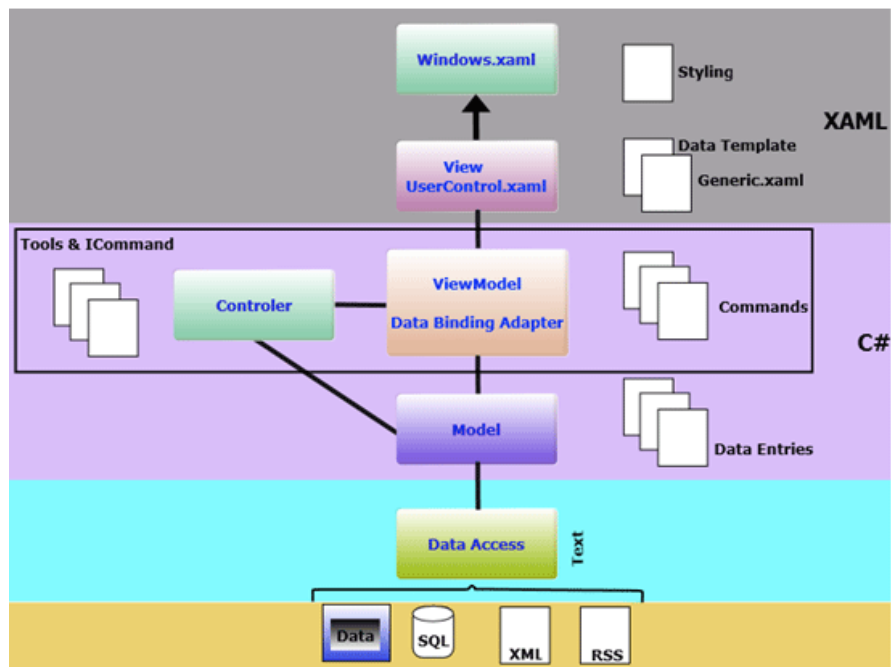 Windows.xaml
Styling
XAML
View
UserControl.xaml
Data Template
Generic.xaml
Tools & ICommand
Controler
ViewModel
Data Binding Adapter
Commands
C#
Model
Data Entries
Data Access
Text
Data
SQL
XML
RSS